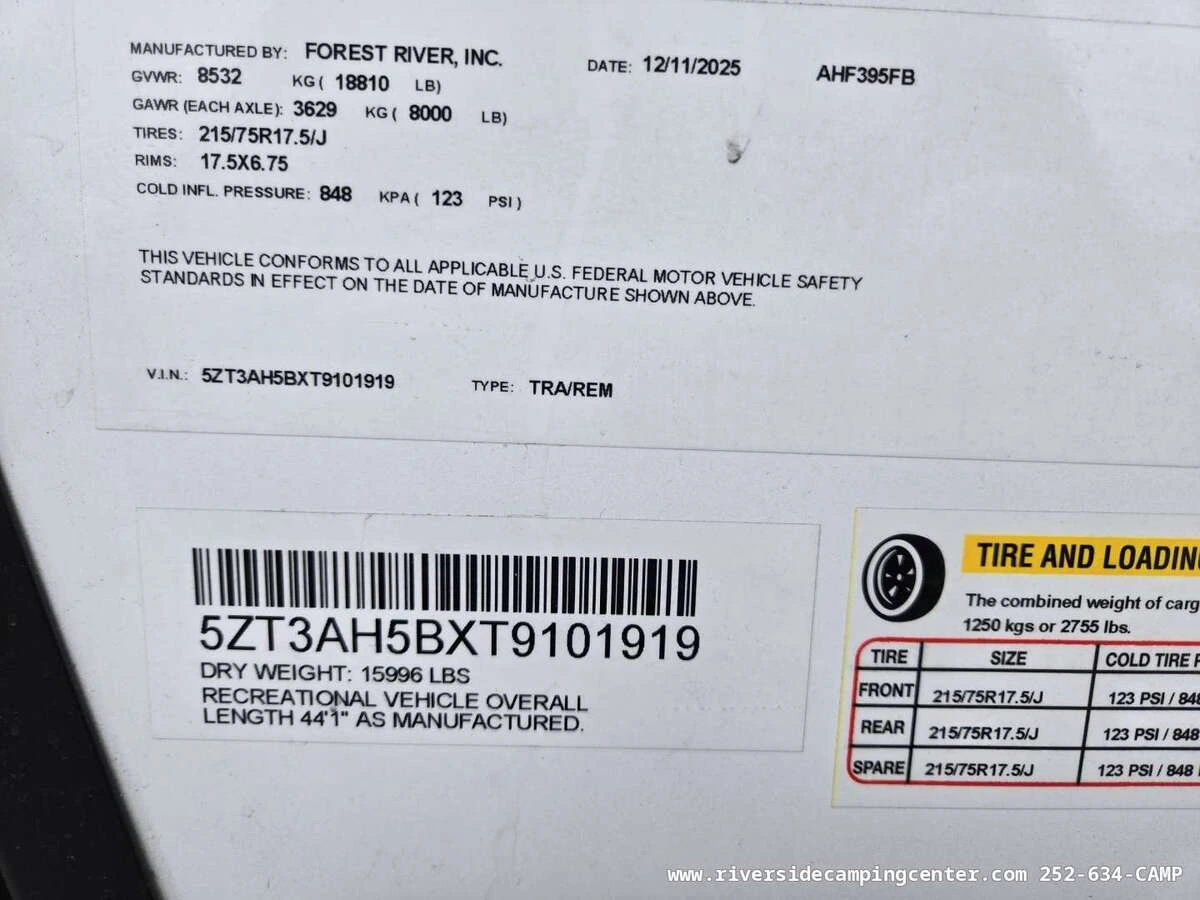 MANUFACTURED BY: FOREST RIVER, INC. DATE: 12/11/2025 AHF395FB
GVWR: 8532 KG ( 18810 LB)
GAWR (EACH AXLE): 3629 KG ( 8000 LB)
TIRES: 215/75R17.5/J
RIMS: 17.5X6.75
COLD INFL. PRESSURE: 848 KPA ( 123 PSI )
THIS VEHICLE CONFORMS TO ALL APPLICABLE U.S. FEDERAL MOTOR VEHICLE SAFETY
STANDARDS IN EFFECT ON THE DATE OF MANUFACTURE SHOWN ABOVE.
V.I.N.: 5ZT3AH5BXT9101919 TYPE: TRA/REM
5ZT3AH5BXT9101919
DRY WEIGHT: 15996 LBS
RECREATIONAL VEHICLE OVERALL
LENGTH 44'1" AS MANUFACTURED.
TIRE AND LOADIN
The combined weight of carg
1250 kgs or 2755 lbs.
TIRE SIZE COLD TIRE
FRONT 215/75R17.5/J 123 PSI / 848
REAR 215/75R17.5/J 123 PSI / 848
SPARE 215/75R17.5/J 123 PSI / 848
www.riversidecampingcenter.com 252-634-CAMP